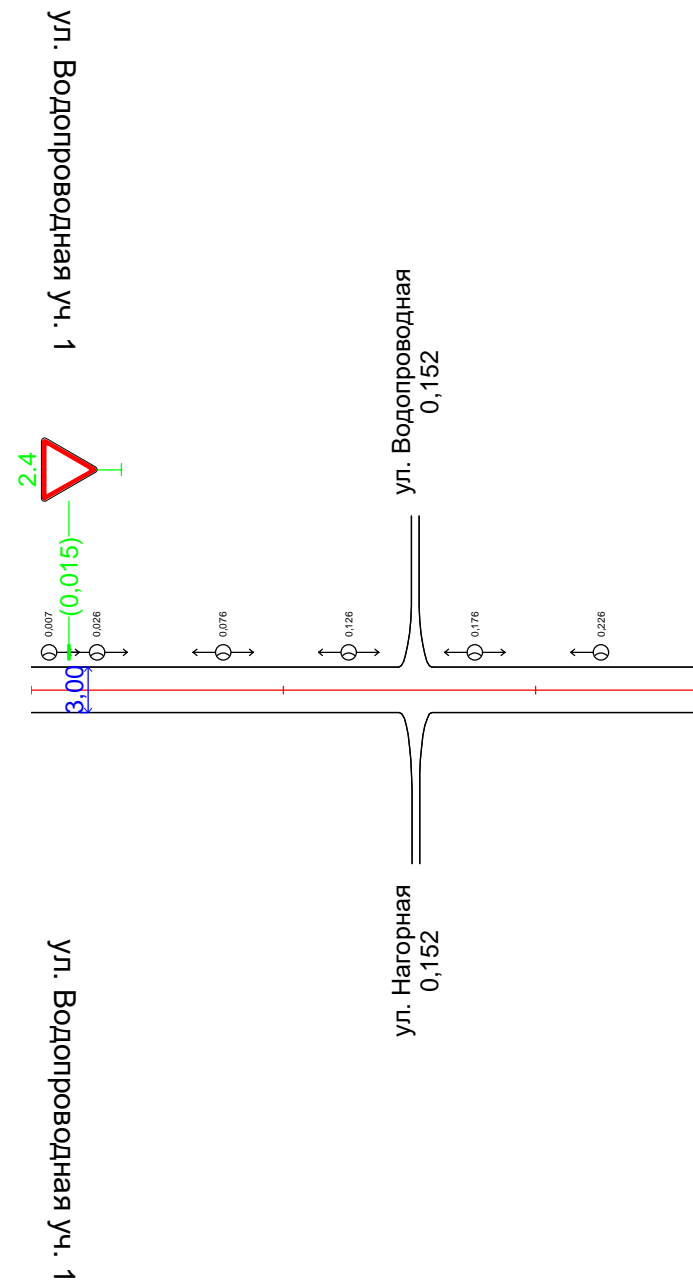 ул. Водопроводная уч. 1
2.4
(0,015)
ул. Водопроводная
0,152
0,007
0,026
0,076
0,126
0,176
0,226
3,00
ул. Нагорная
0,152
ул. Водопроводная уч. 1